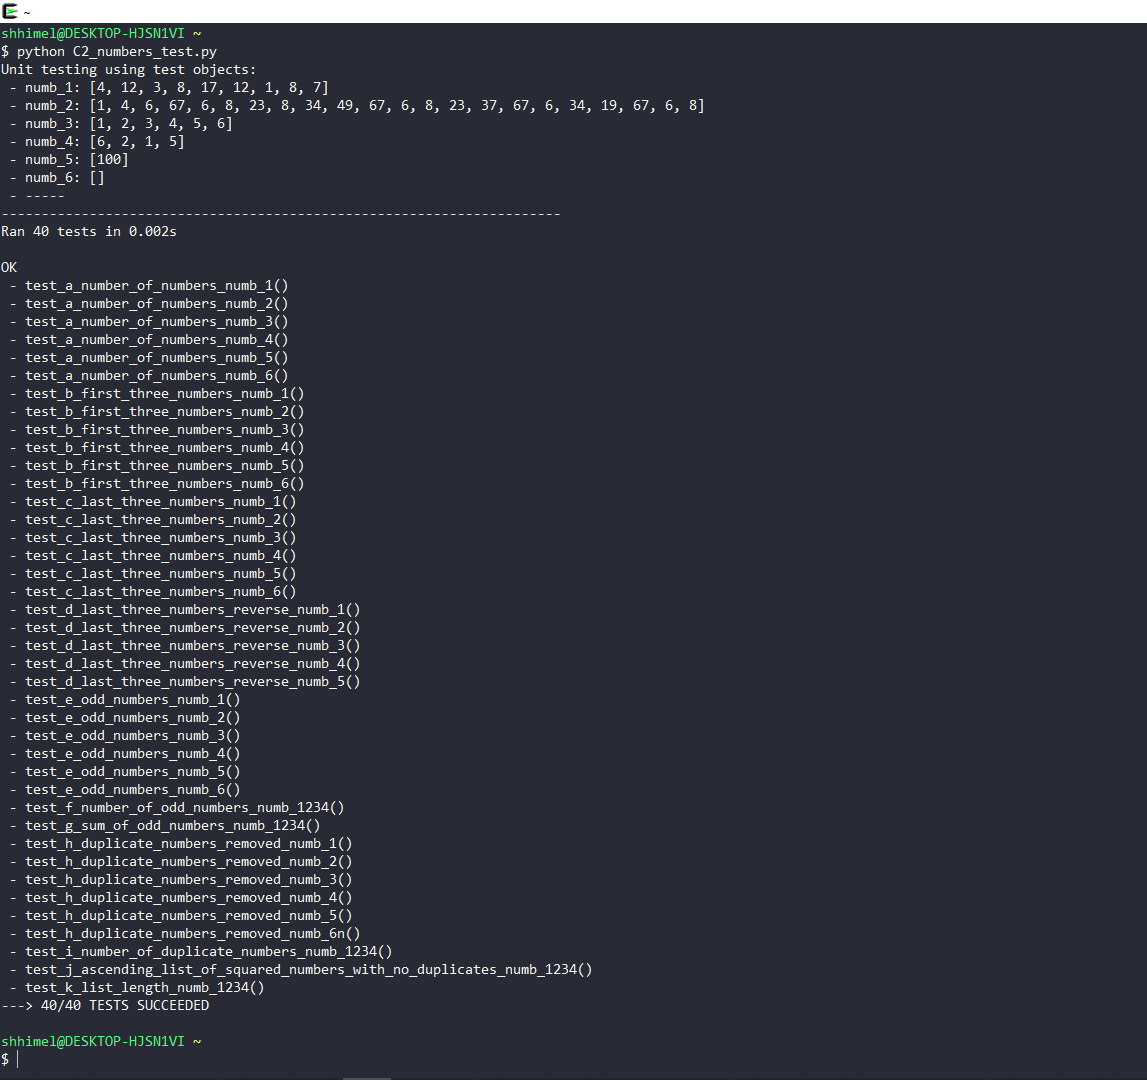 ~
shhimel@DESKTOP-HJSN1VI ~
$ python C2_numbers_test.py
Unit testing using test objects:
 - numb_1: [4, 12, 3, 8, 17, 12, 1, 8, 7]
 - numb_2: [1, 4, 6, 67, 6, 8, 23, 8, 34, 49, 67, 6, 8, 23, 37, 67, 6, 34, 19, 67, 6, 8]
 - numb_3: [1, 2, 3, 4, 5, 6]
 - numb_4: [6, 2, 1, 5]
 - numb_5: [100]
 - numb_6: []
 - -----
----------------------------------------------------------------------
Ran 40 tests in 0.002s
OK
 - test_a_number_of_numbers_numb_1()
 - test_a_number_of_numbers_numb_2()
 - test_a_number_of_numbers_numb_3()
 - test_a_number_of_numbers_numb_4()
 - test_a_number_of_numbers_numb_5()
 - test_a_number_of_numbers_numb_6()
 - test_b_first_three_numbers_numb_1()
 - test_b_first_three_numbers_numb_2()
 - test_b_first_three_numbers_numb_3()
 - test_b_first_three_numbers_numb_4()
 - test_b_first_three_numbers_numb_5()
 - test_b_first_three_numbers_numb_6()
 - test_c_last_three_numbers_numb_1()
 - test_c_last_three_numbers_numb_2()
 - test_c_last_three_numbers_numb_3()
 - test_c_last_three_numbers_numb_4()
 - test_c_last_three_numbers_numb_5()
 - test_c_last_three_numbers_numb_6()
 - test_d_last_three_numbers_reverse_numb_1()
 - test_d_last_three_numbers_reverse_numb_2()
 - test_d_last_three_numbers_reverse_numb_3()
 - test_d_last_three_numbers_reverse_numb_4()
 - test_d_last_three_numbers_reverse_numb_5()
 - test_e_odd_numbers_numb_1()
 - test_e_odd_numbers_numb_2()
 - test_e_odd_numbers_numb_3()
 - test_e_odd_numbers_numb_4()
 - test_e_odd_numbers_numb_5()
 - test_e_odd_numbers_numb_6()
 - test_f_number_of_odd_numbers_numb_1234()
 - test_g_sum_of_odd_numbers_numb_1234()
 - test_h_duplicate_numbers_removed_numb_1()
 - test_h_duplicate_numbers_removed_numb_2()
 - test_h_duplicate_numbers_removed_numb_3()
 - test_h_duplicate_numbers_removed_numb_4()
 - test_h_duplicate_numbers_removed_numb_5()
 - test_h_duplicate_numbers_removed_numb_6n()
 - test_i_number_of_duplicate_numbers_numb_1234()
 - test_j_ascending_list_of_squared_numbers_with_no_duplicates_numb_1234()
 - test_k_list_length_numb_1234()
---> 40/40 TESTS SUCCEEDED
shhimel@DESKTOP-HJSN1VI ~
$